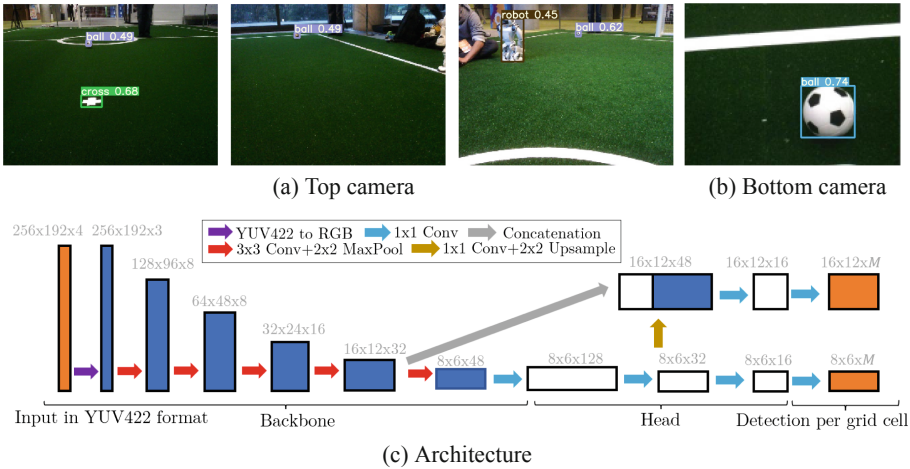 ball 0.49
cross 0.68
ball 0.49
robot 0.45
ball 0.62
ball 0.74
(a) Top camera
(b) Bottom camera
YUV422 to RGB
1x1 Conv
Concatenation
3x3 Conv+2x2 MaxPool
1x1 Conv+2x2 Upsample
256x192x4
256x192x3
128x96x8
64x48x8
32x24x16
16x12x32
8x6x48
16x12x48
16x12x16
16x12xM
8x6x128
8x6x32
8x6x16
8x6xM
Input in YUV422 format
Backbone
Head
Detection per grid cell
(c) Architecture